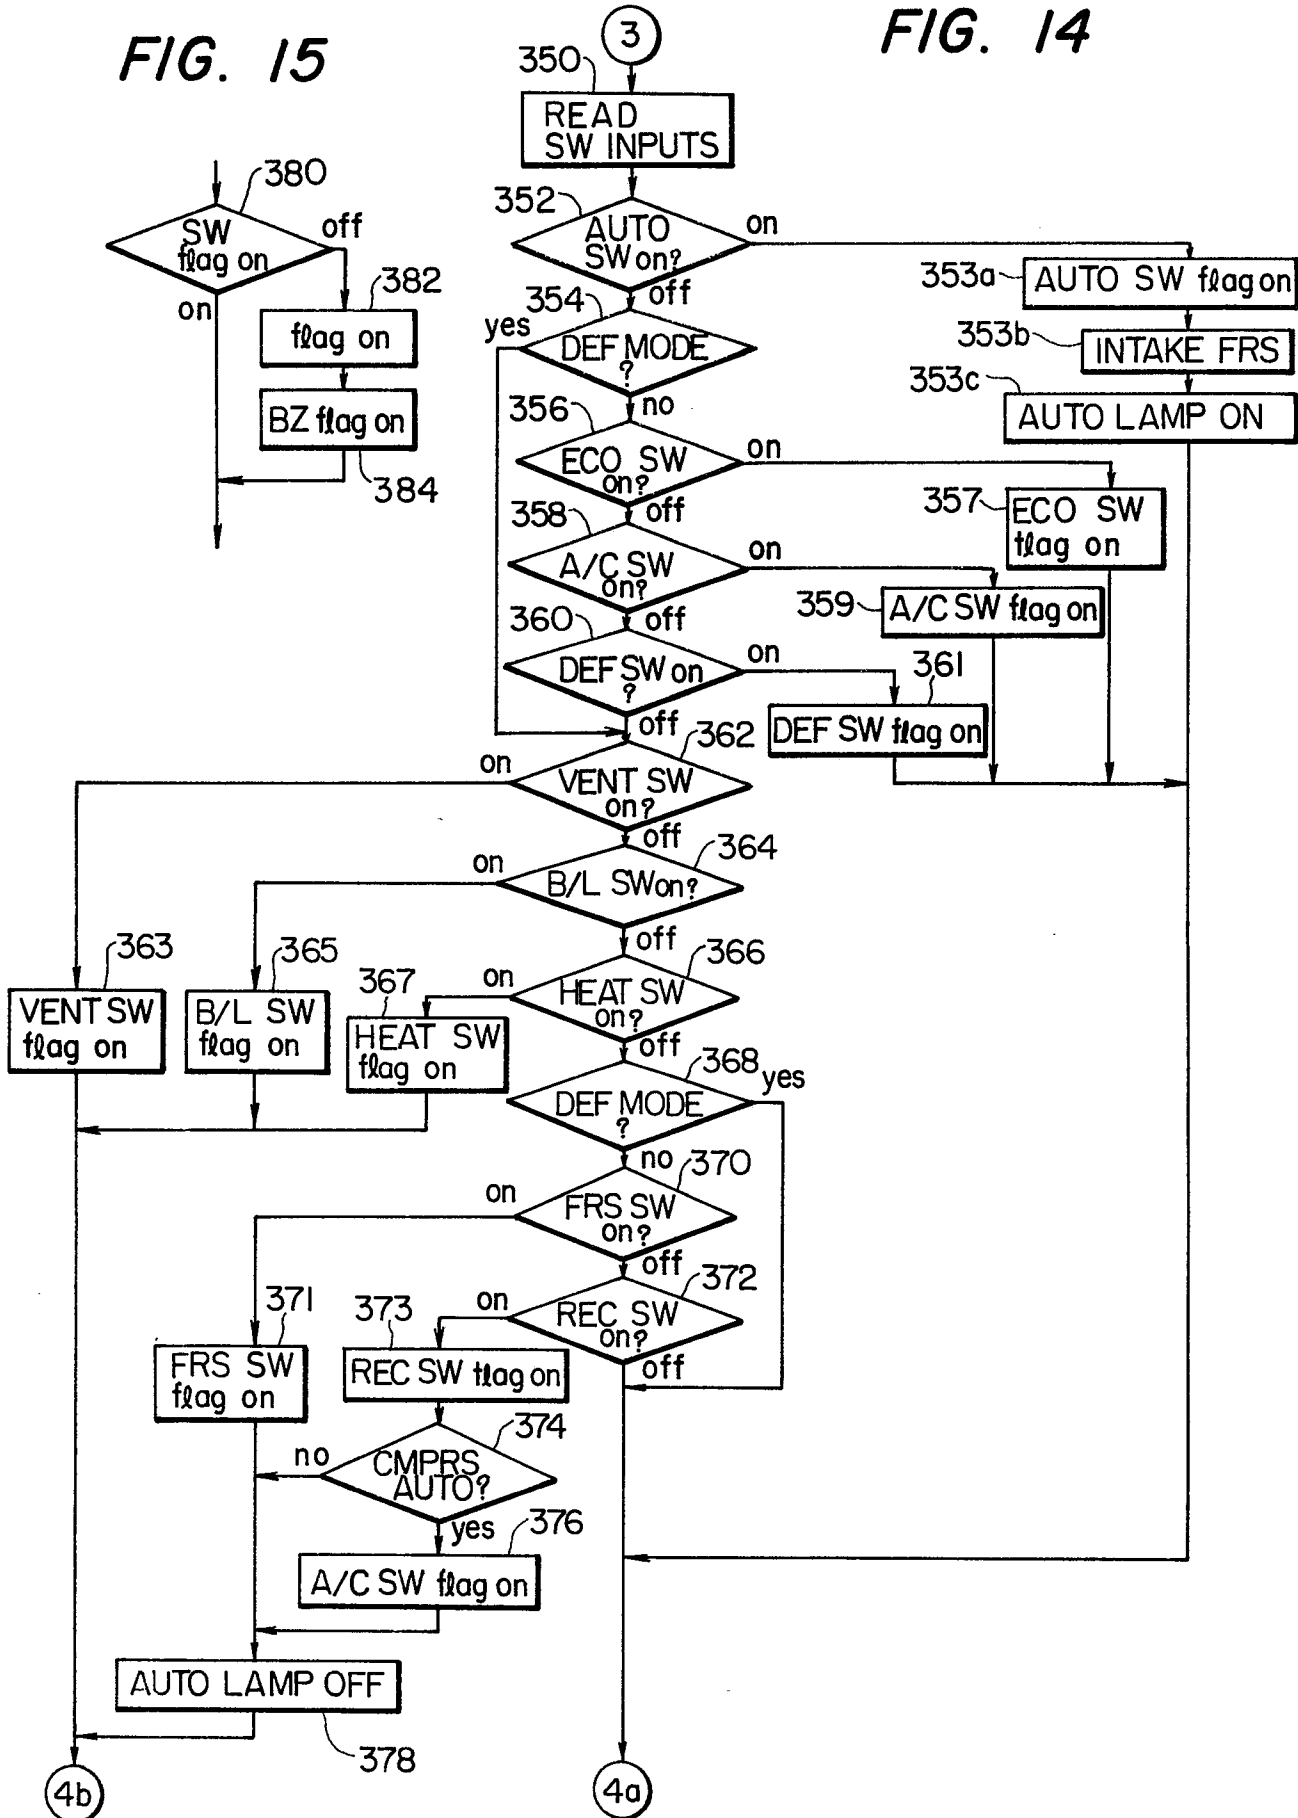 FIG. 15
FIG. 14
3
350
READ
SW INPUTS
380
SW
flag on
off
on
382
flag on
BZ flag on
384
352
AUTO
SW on?
on
off
353a
AUTO SW flag on
353b
INTAKE FRS
353c
AUTO LAMP ON
354
yes
DEF MODE
?
no
356
ECO SW
on?
on
off
357
ECO SW
flag on
358
A/C SW
on?
on
off
359
A/C SW flag on
360
DEF SW on
?
on
off
361
DEF SW flag on
362
on
VENT SW
on?
off
364
on
B/L SW on?
off
363
VENT SW
flag on
365
B/L SW
flag on
366
on
HEAT SW
on?
off
367
HEAT SW
flag on
368
yes
DEF MODE
?
no
370
on
FRS SW
on?
off
371
FRS SW
flag on
372
on
REC SW
on?
off
373
REC SW flag on
374
no
CMPRS
AUTO?
yes
376
A/C SW flag on
AUTO LAMP OFF
378
4b
4a